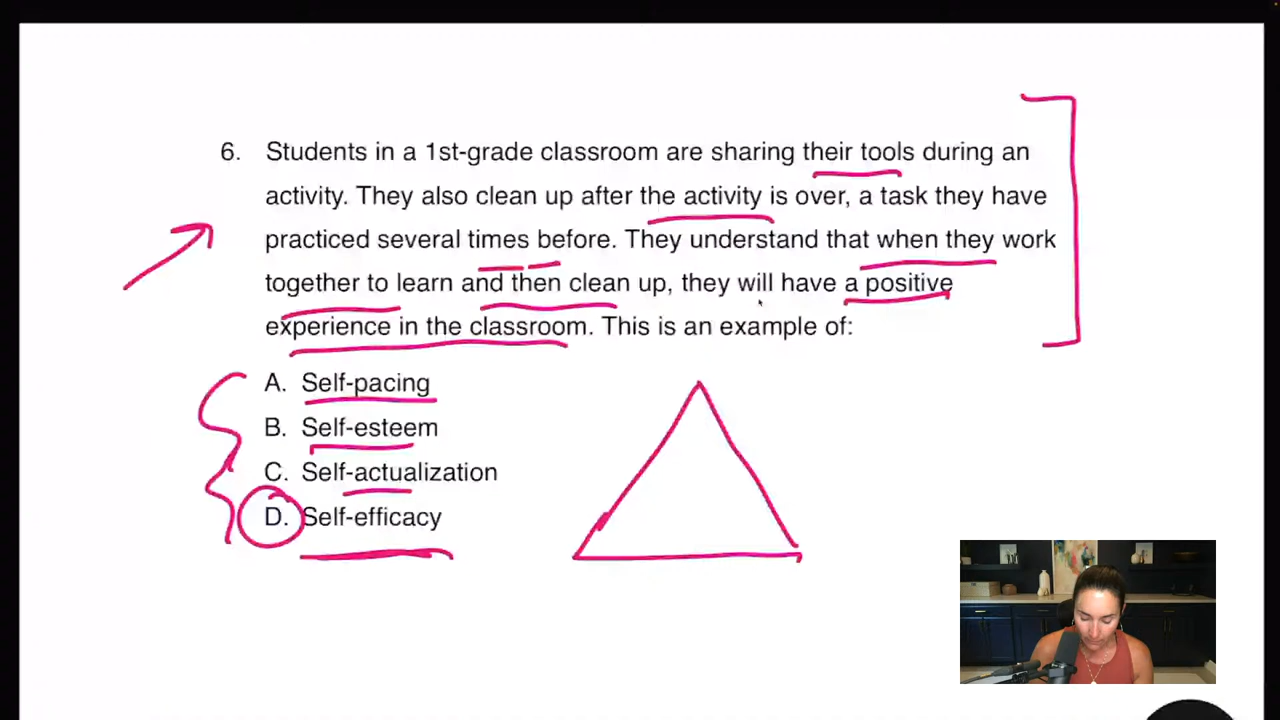 6. Students in a 1st-grade classroom are sharing their tools during an
activity. They also clean up after the activity is over, a task they have
practiced several times before. They understand that when they work
together to learn and then clean up, they will have a positive
experience in the classroom. This is an example of:
A. Self-pacing
B. Self-esteem
C. Self-actualization
D. Self-efficacy